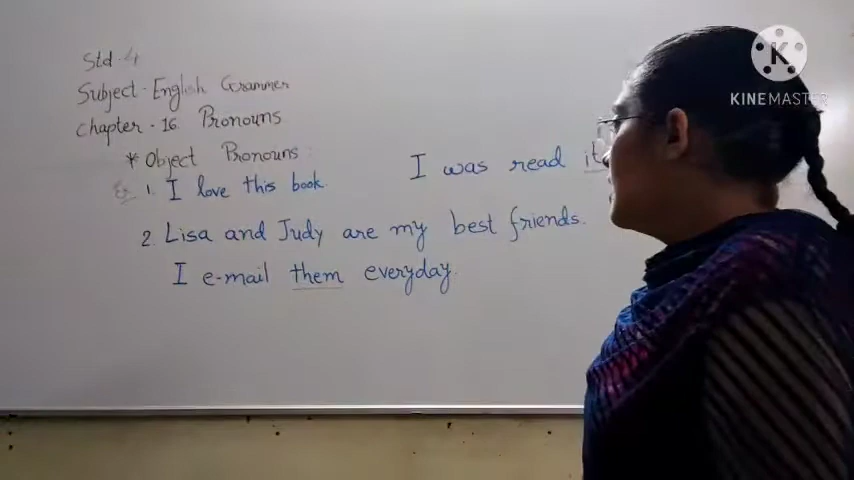 Std - 4
Subject - English Grammer
Chapter - 16 Pronouns
* Object Pronouns :
Ex 1. I love this book. I was read it
2. Lisa and Judy are my best friends.
I e-mail them everyday.
K
KINEMASTER